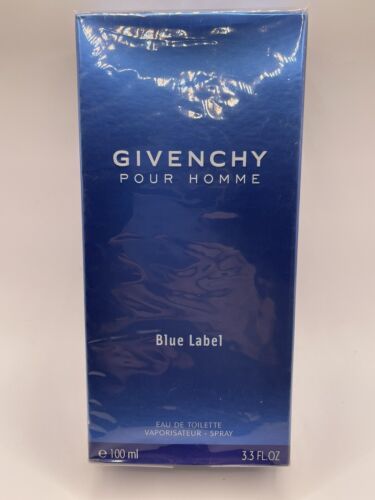 GIVENCHY
POUR HOMME
Blue Label
EAU DE TOILETTE
VAPORISATEUR - SPRAY
℮ 100 ml 3.3 FL OZ